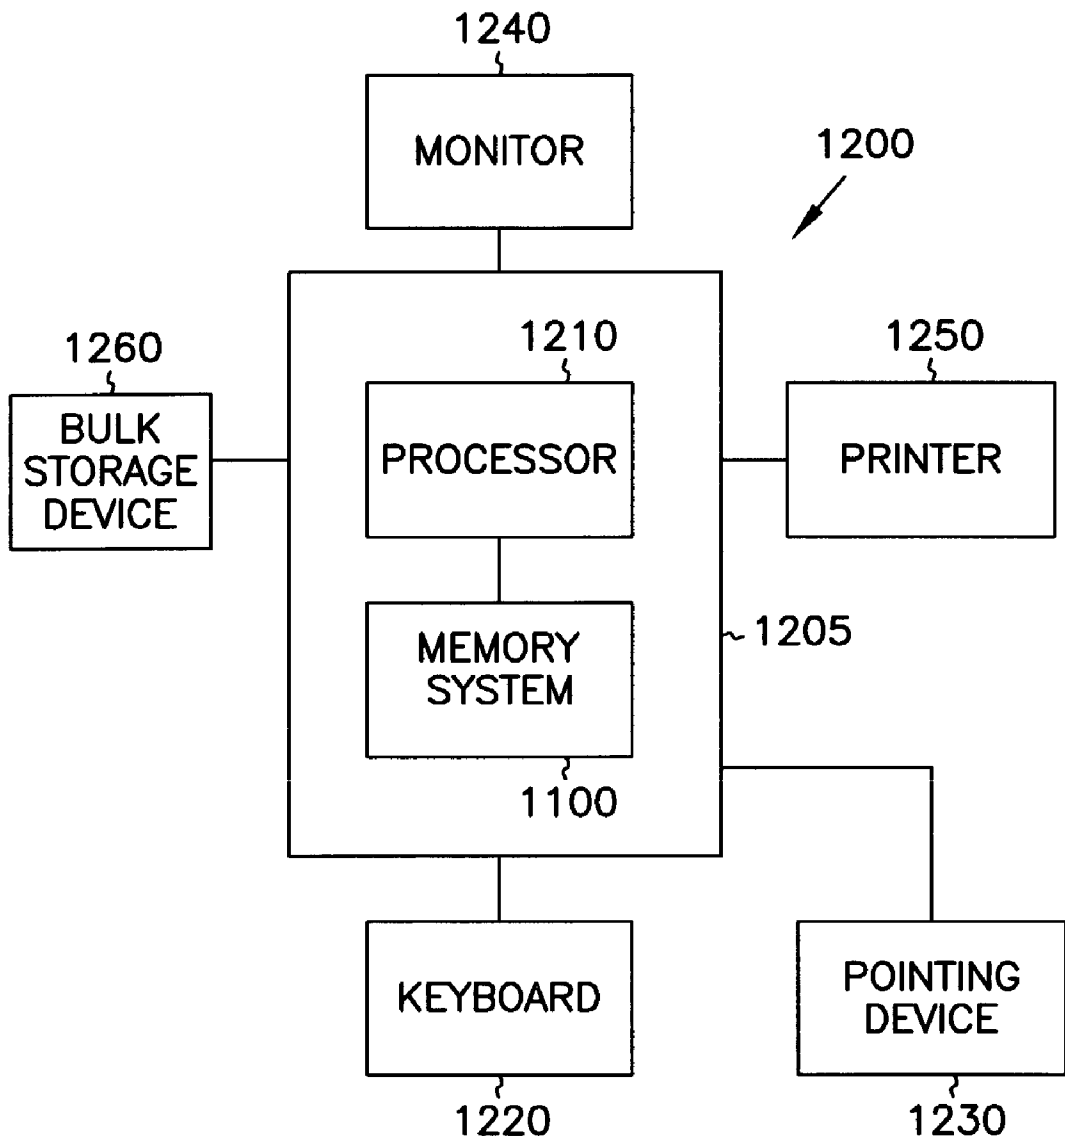 1240
MONITOR
1200
1260
BULK
STORAGE
DEVICE
1210
PROCESSOR
1250
PRINTER
MEMORY
SYSTEM
1205
1100
KEYBOARD
1220
POINTING
DEVICE
1230